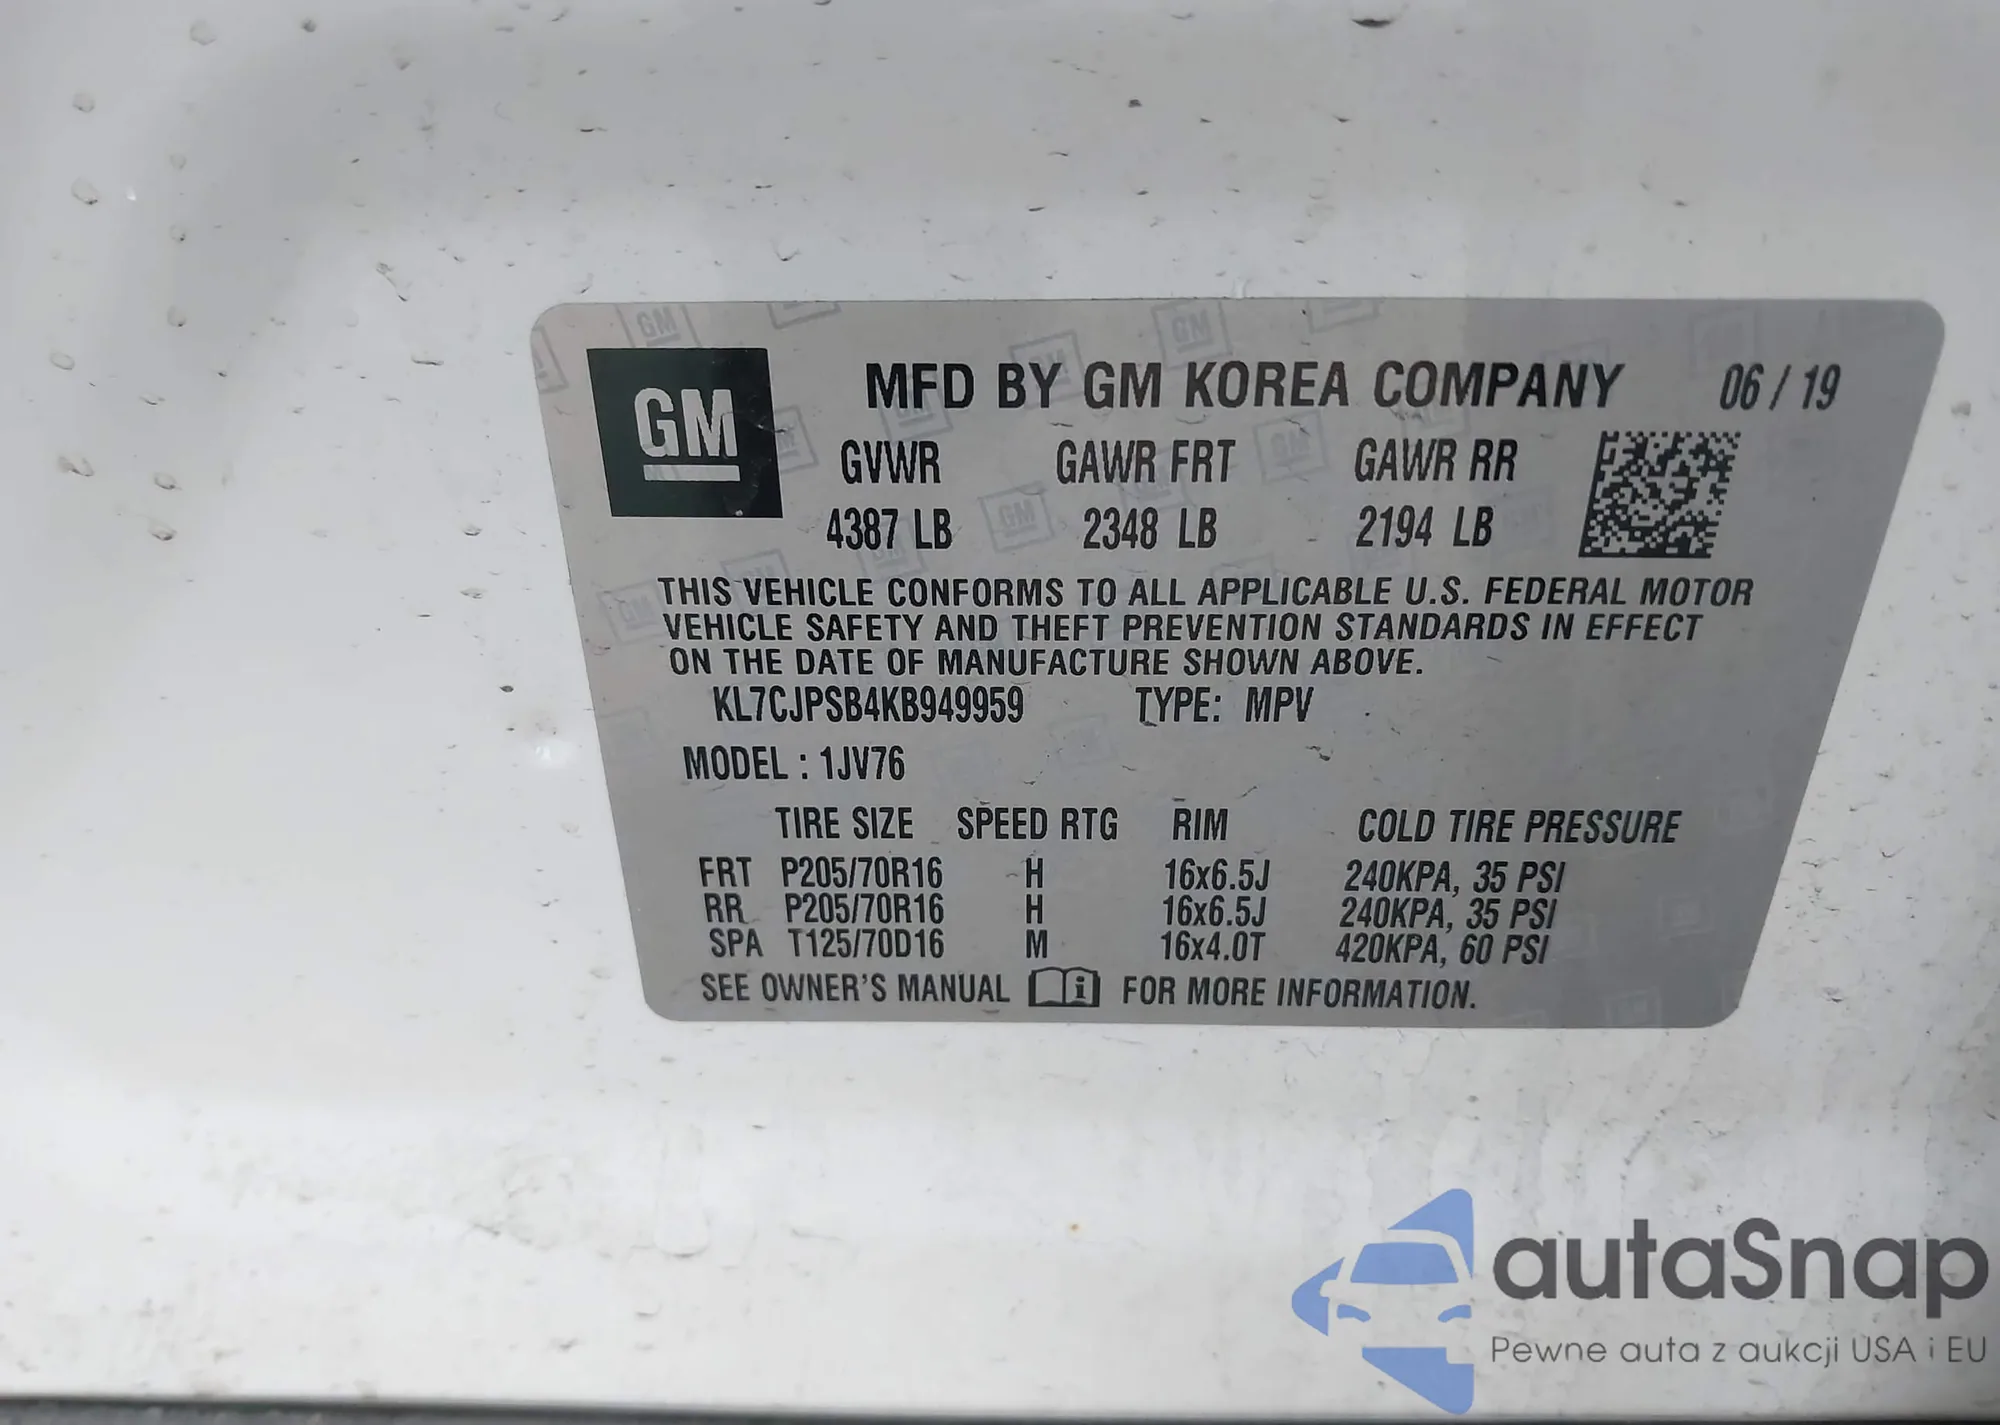 GM
MFD BY GM KOREA COMPANY 06 / 19
GVWR GAWR FRT GAWR RR
4387 LB 2348 LB 2194 LB
THIS VEHICLE CONFORMS TO ALL APPLICABLE U.S. FEDERAL MOTOR
VEHICLE SAFETY AND THEFT PREVENTION STANDARDS IN EFFECT
ON THE DATE OF MANUFACTURE SHOWN ABOVE.
KL7CJPSB4KB949959 TYPE: MPV
MODEL : 1JV76
TIRE SIZE SPEED RTG RIM COLD TIRE PRESSURE
FRT P205/70R16 H 16x6.5J 240KPA, 35 PSI
RR P205/70R16 H 16x6.5J 240KPA, 35 PSI
SPA T125/70D16 M 16x4.0T 420KPA, 60 PSI
SEE OWNER'S MANUAL i FOR MORE INFORMATION.
autaSnap
Pewne auta z aukcji USA i EU